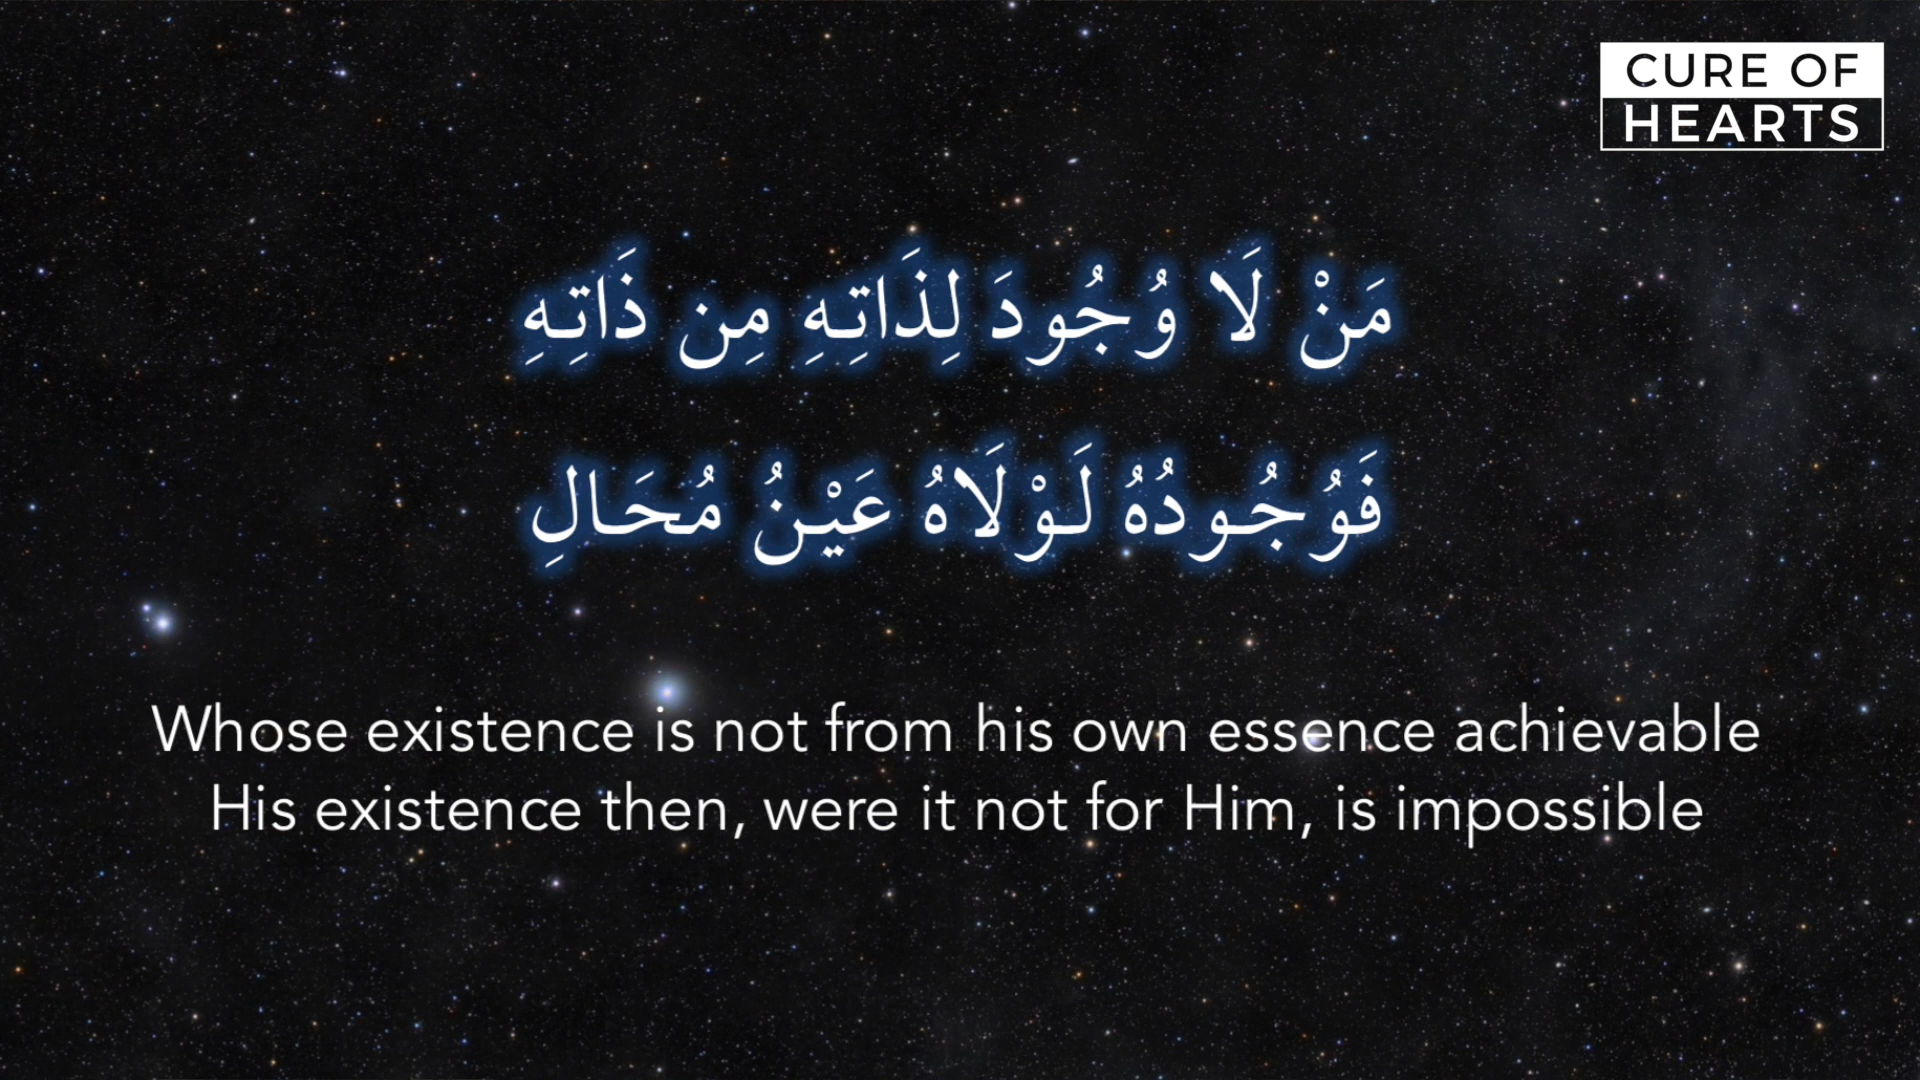 CURE OF
HEARTS
مَنْ لَا وُجُودَ لِذَاتِهِ مِن ذَاتِهِ
فَوُجُودُهُ لَوْلَاهُ عَيْنُ مُحَالِ
Whose existence is not from his own essence achievable
His existence then, were it not for Him, is impossible